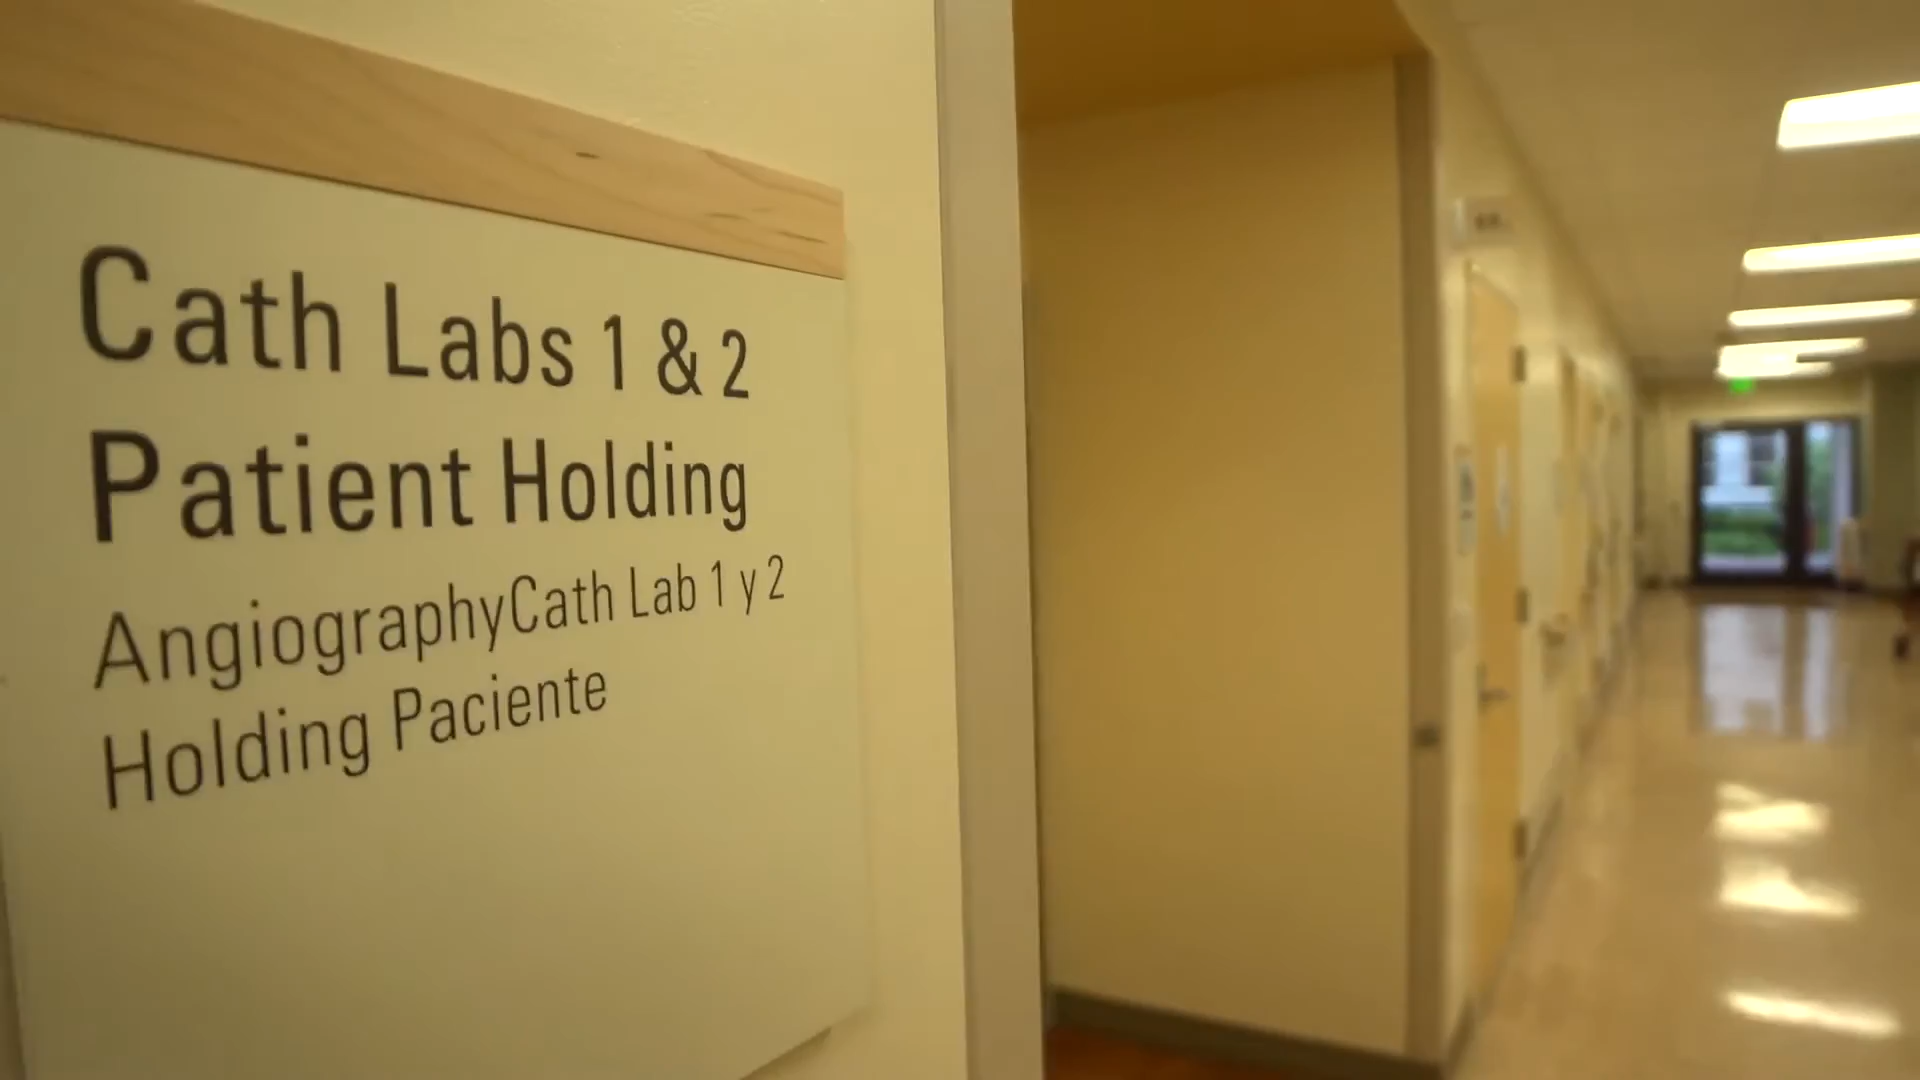 Cath Labs 1 & 2
Patient Holding
AngiographyCath Lab 1 y 2
Holding Paciente